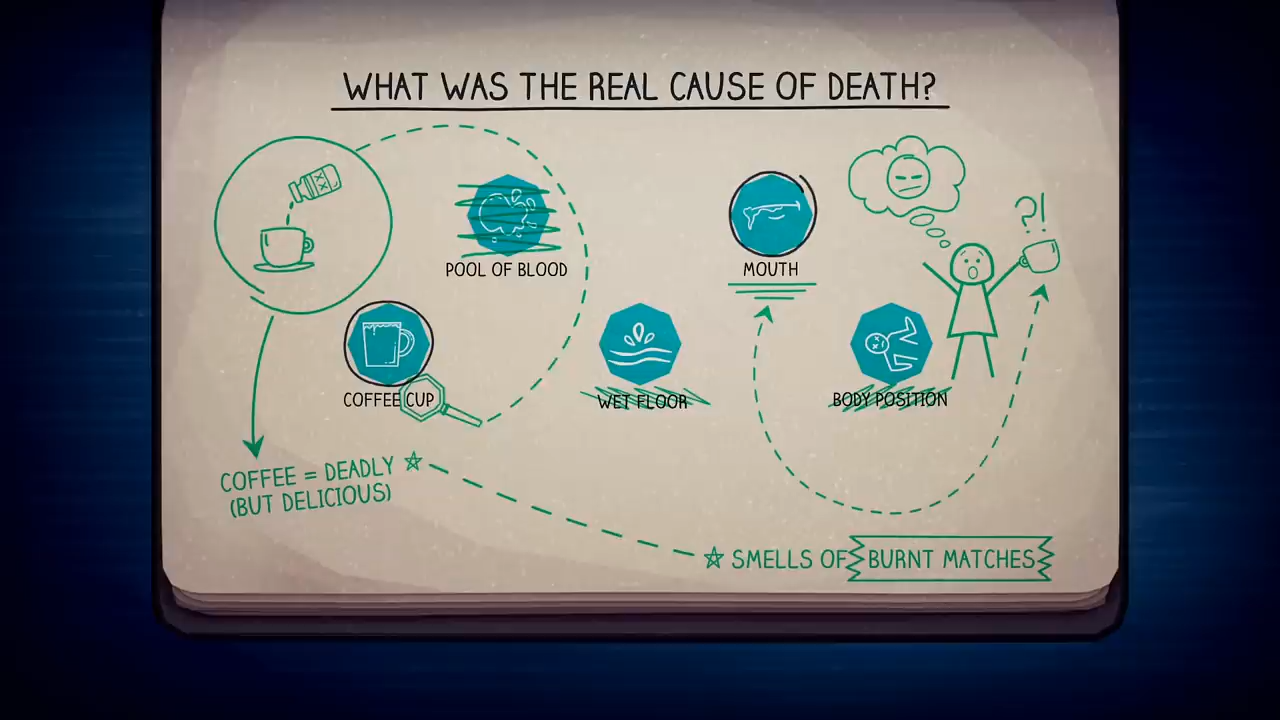 WHAT WAS THE REAL CAUSE OF DEATH?
POOL OF BLOOD
MOUTH
?!
COFFEE CUP
WET FLOOR
BODY POSITION
COFFEE = DEADLY
(BUT DELICIOUS)
SMELLS OF BURNT MATCHES